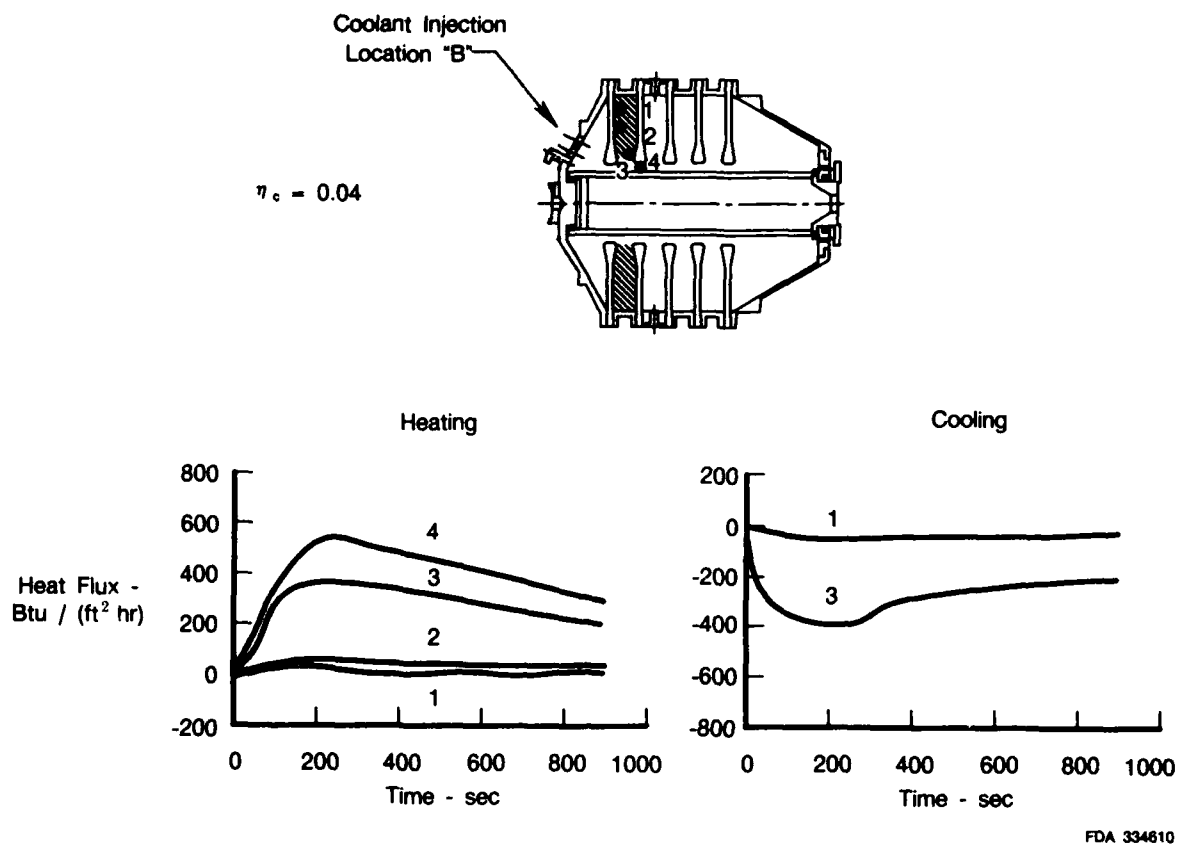 Coolant Injection
Location "B"
1
2
3 4
η c = 0.04
Heating
Cooling
800
600
400
200
0
-200
Heat Flux -
Btu / (ft² hr)
4
3
2
1
0 200 400 600 800 1000
Time - sec
200
0
-200
-400
-600
-800
1
3
0 200 400 600 800 1000
Time - sec
FDA 334610